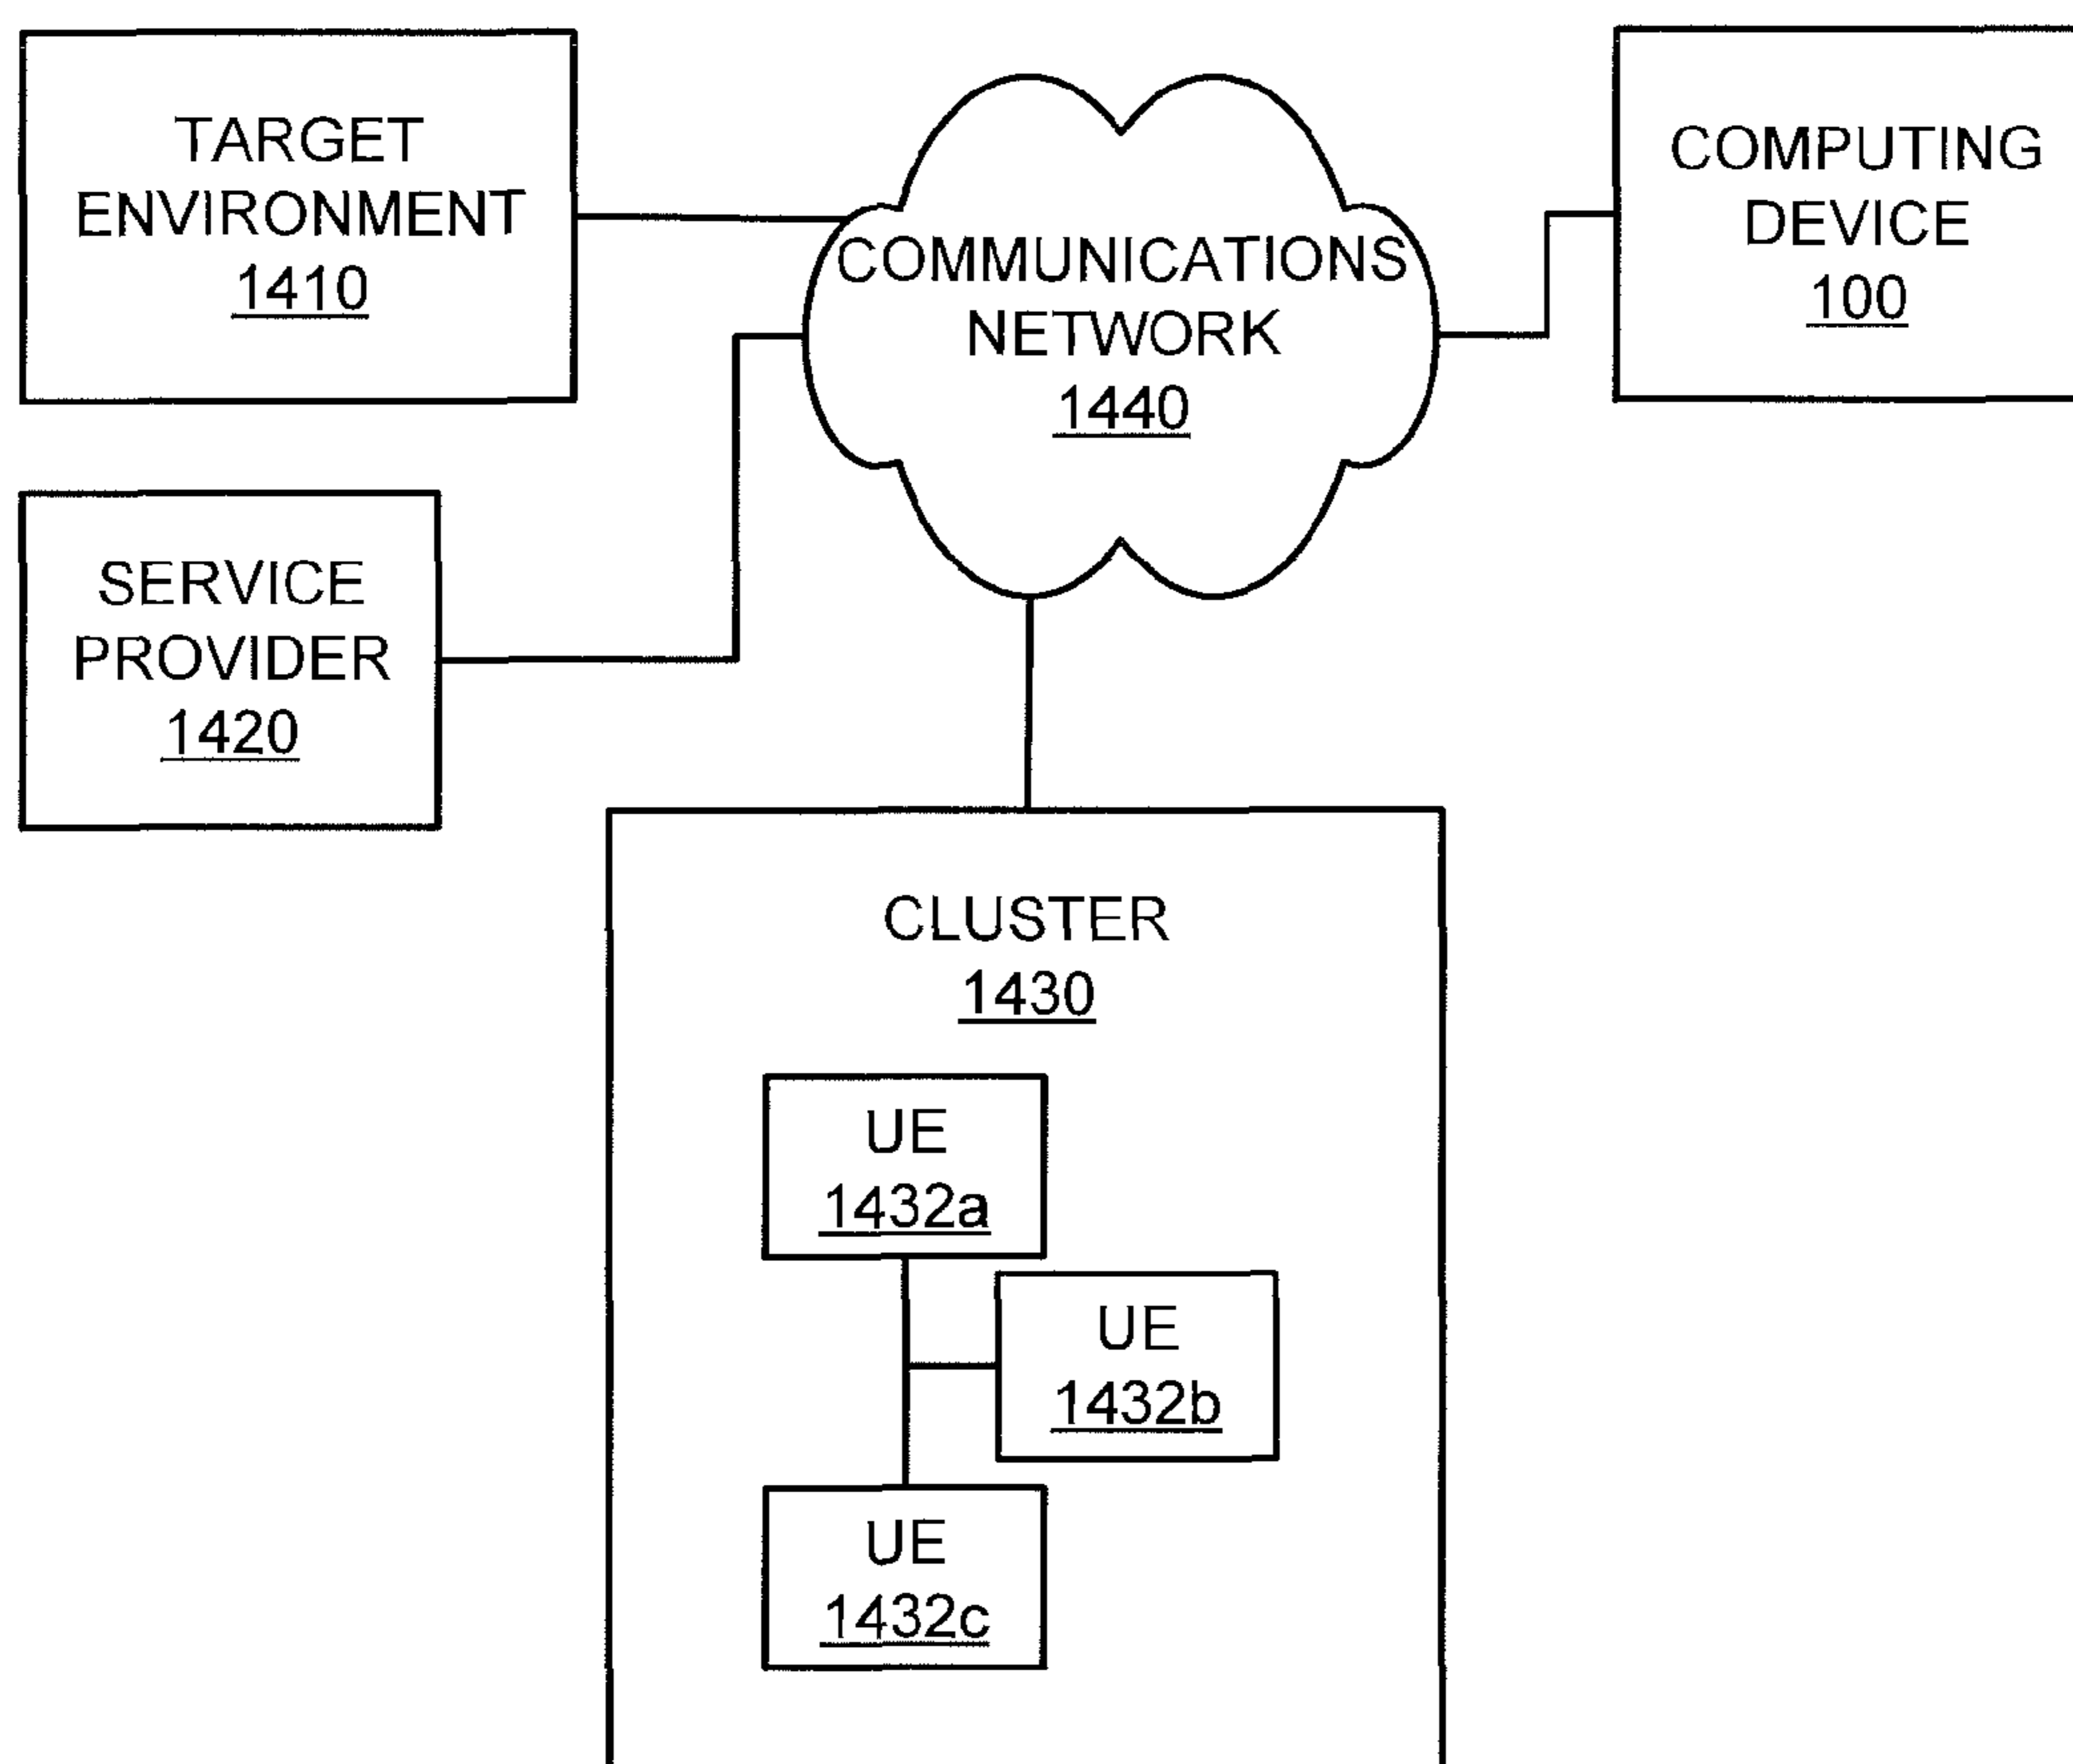 TARGET
ENVIRONMENT
1410
COMMUNICATIONS
NETWORK
1440
COMPUTING
DEVICE
100
SERVICE
PROVIDER
1420
CLUSTER
1430
UE
1432a
UE
1432b
UE
1432c